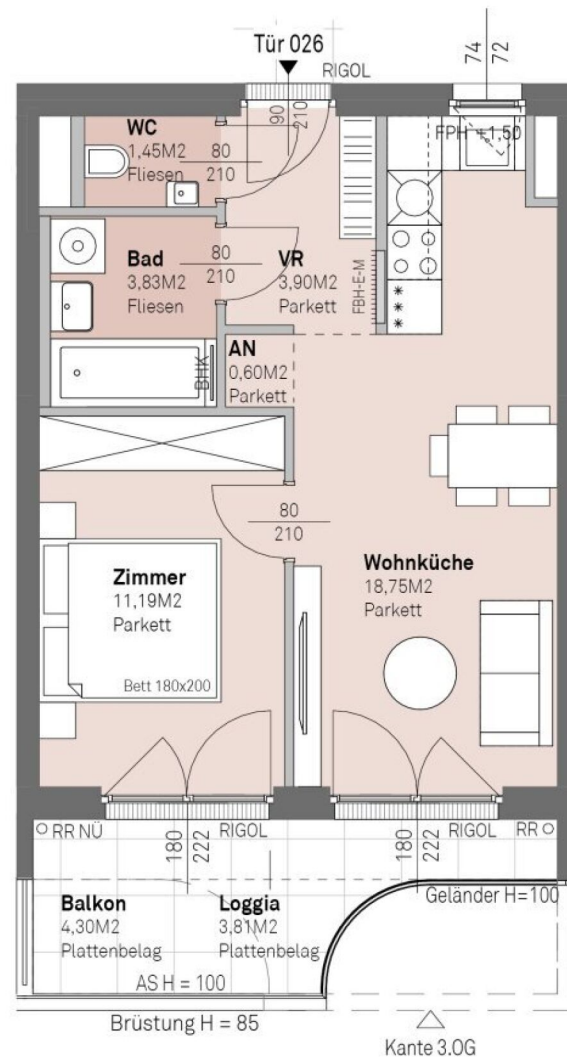 Tür 026
RIGOL
74
72
WC
1,45M2
Fliesen
80
210
90
210
FPH +1,50
Bad
3,83M2
Fliesen
80
210
VR
3,90M2
Parkett
FBH-E-M
***
BHK
AN
0,60M2
Parkett
80
210
Zimmer
11,19M2
Parkett
Bett 180x200
Wohnküche
18,75M2
Parkett
RR NÜ
180
222
RIGOL
180
222
RIGOL
RR
Balkon
4,30M2
Plattenbelag
Loggia
3,81M2
Plattenbelag
Geländer H=100
AS H = 100
Brüstung H = 85
Kante 3.OG